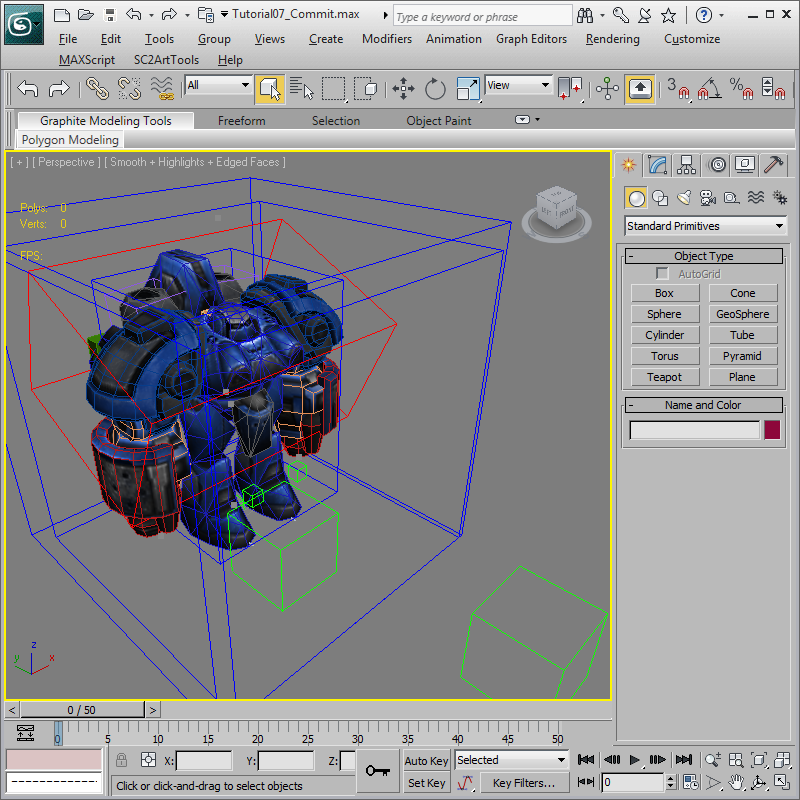 Tutorial07_Commit.max
Type a keyword or phrase
File Edit Tools Group Views Create Modifiers Animation Graph Editors Rendering Customize
MAXScript SC2ArtTools Help
All
View
3
%
Graphite Modeling Tools Freeform Selection Object Paint
Polygon Modeling
[ + ] [ Perspective ] [ Smooth + Highlights + Edged Faces ]
Polys: 0
Verts: 0
FPS:
Standard Primitives
- Object Type
AutoGrid
Box Cone
Sphere GeoSphere
Cylinder Tube
Torus Pyramid
Teapot Plane
- Name and Color
z
y x
< 0 / 50 >
0 5 10 15 20 25 30 35 40 45 50
X: Y: Z:
Auto Key Selected
Click or click-and-drag to select objects
Set Key Key Filters...
0